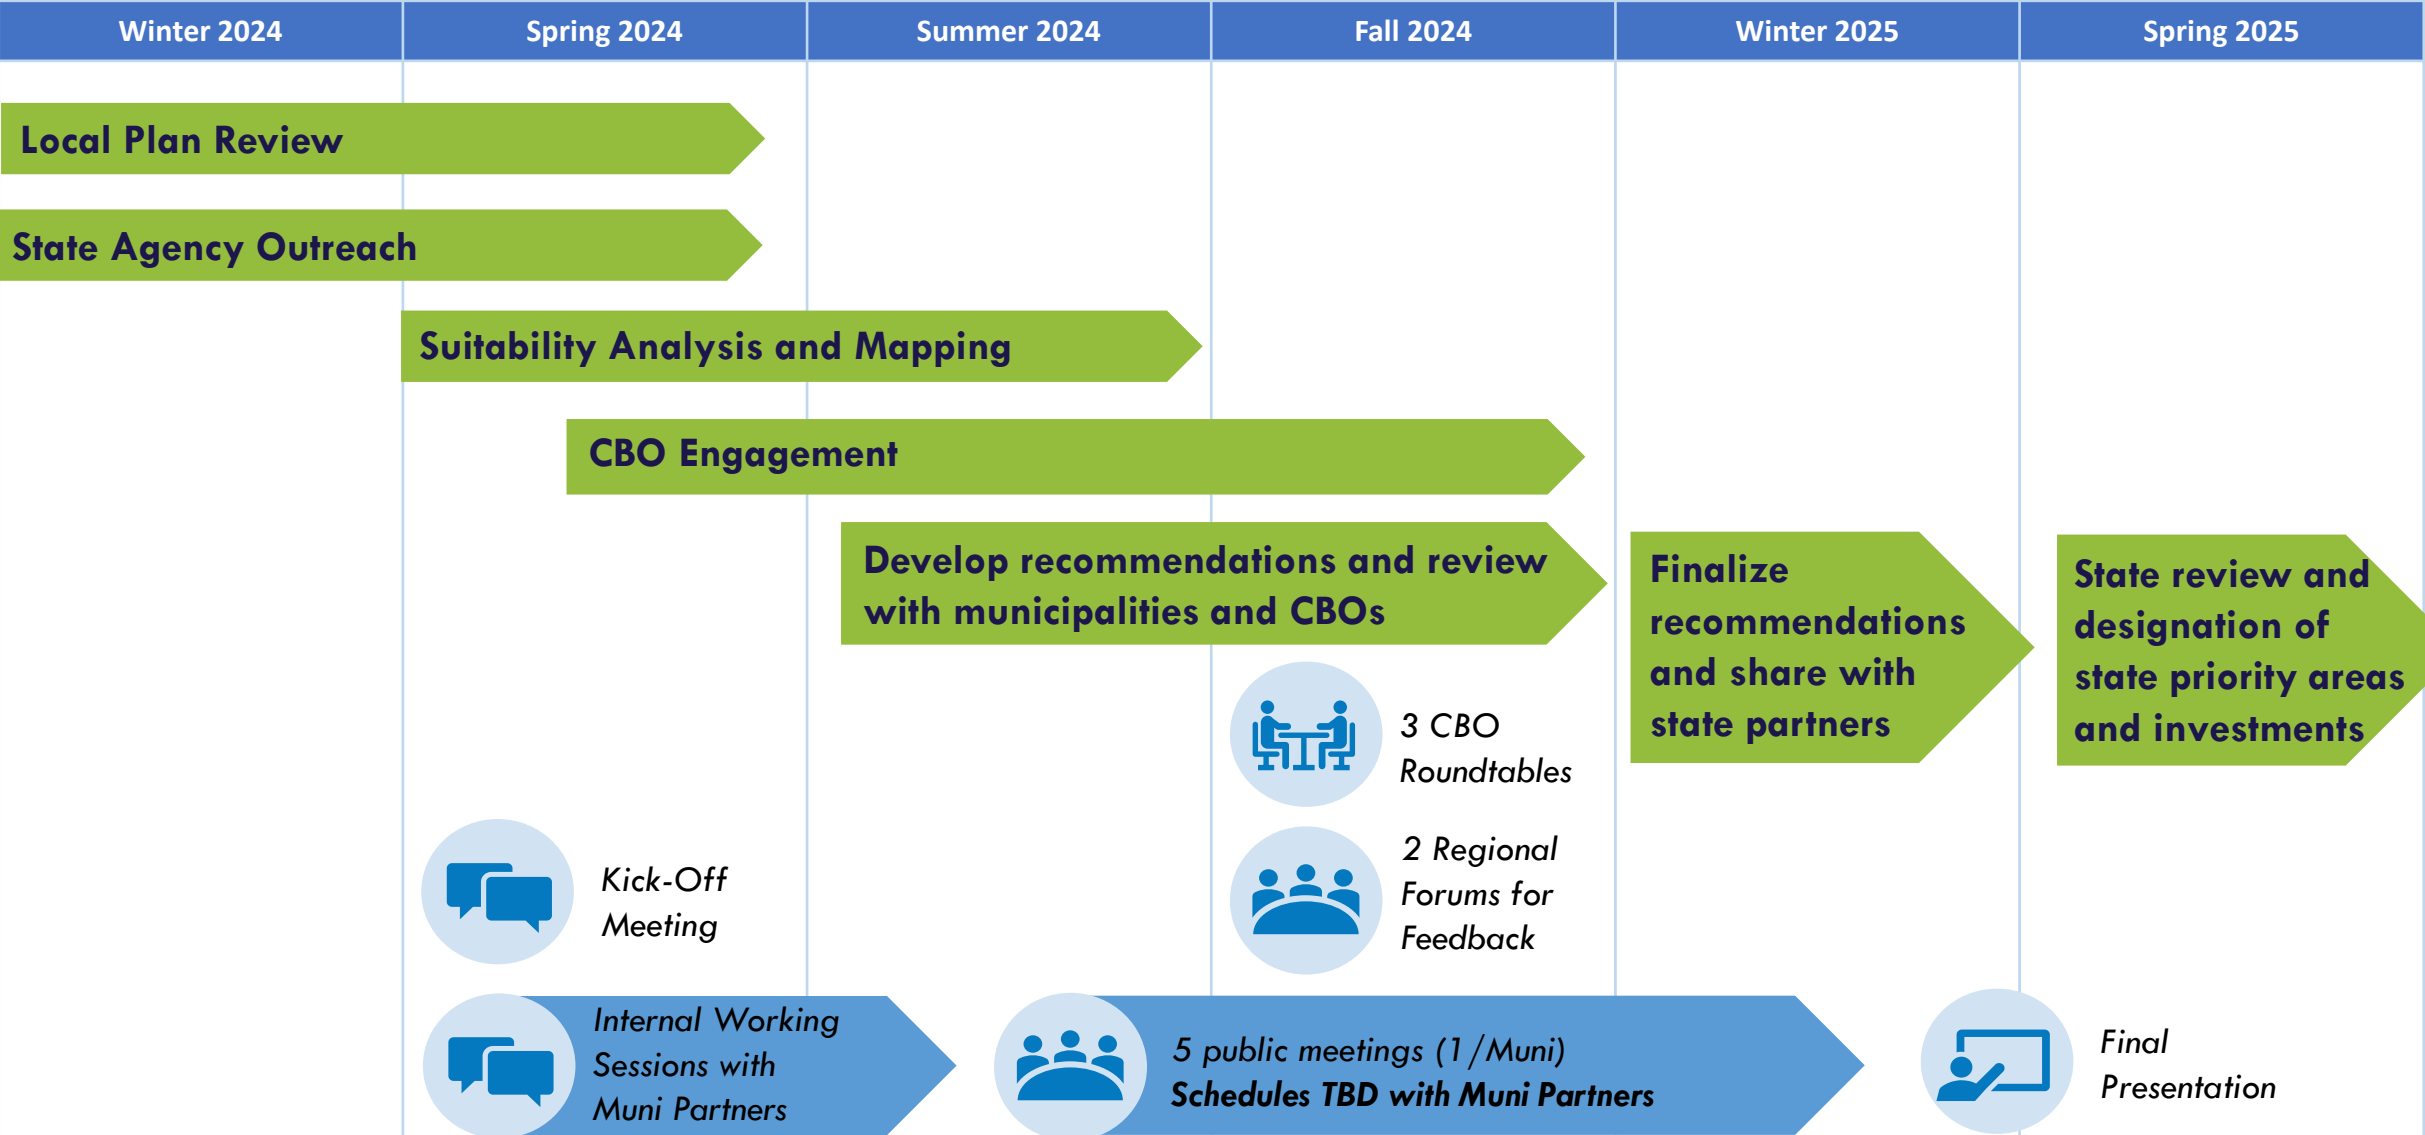 Winter 2024
Spring 2024
Summer 2024
Fall 2024
Winter 2025
Spring 2025
Local Plan Review
State Agency Outreach
Suitability Analysis and Mapping
CBO Engagement
Develop recommendations and review
with municipalities and CBOs
Finalize
recommendations
and share with
state partners
State review and
designation of
state priority areas
and investments
3 CBO
Roundtables
Kick-Off
Meeting
2 Regional
Forums for
Feedback
Internal Working
Sessions with
Muni Partners
5 public meetings (1/Muni)
Schedules TBD with Muni Partners
Final
Presentation